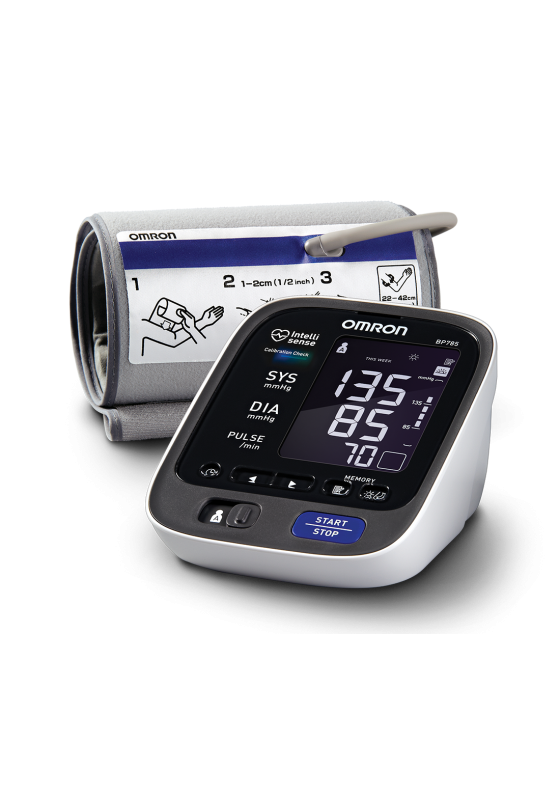 OMRON
1
2 1-2cm (1/2 inch) 3
22-42cm
OMRON
BP785
Intelli
sense
Calibration Check
THIS WEEK
SYS
mmHg
135
mmHg
135
DIA
mmHg
85
85
PULSE
/min
70
MEMORY
A
START
STOP